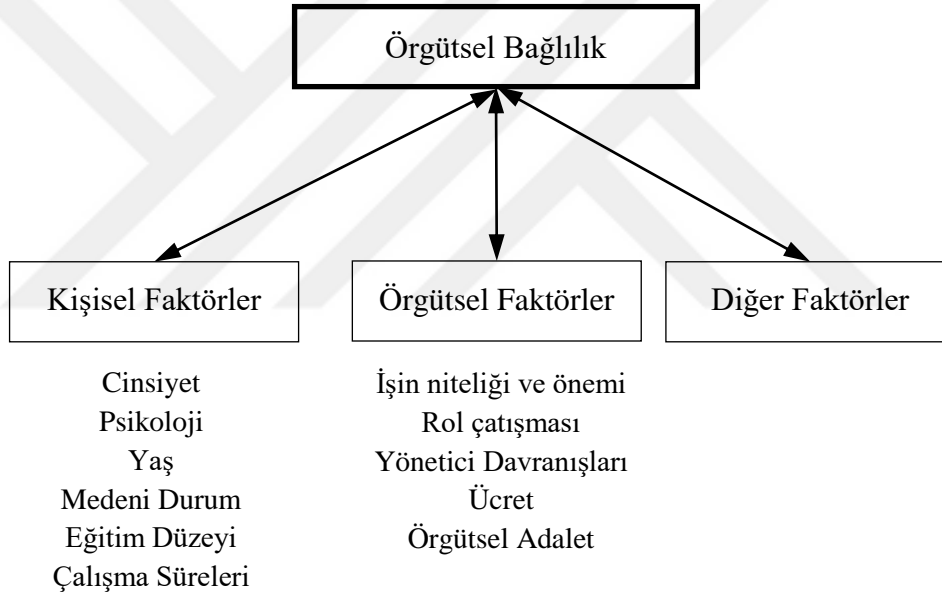 Örgütsel Bağlılık
Kişisel Faktörler
Örgütsel Faktörler
Diğer Faktörler
Cinsiyet
Psikoloji
Yaş
Medeni Durum
Eğitim Düzeyi
Çalışma Süreleri
İşin niteliği ve önemi
Rol çatışması
Yönetici Davranışları
Ücret
Örgütsel Adalet